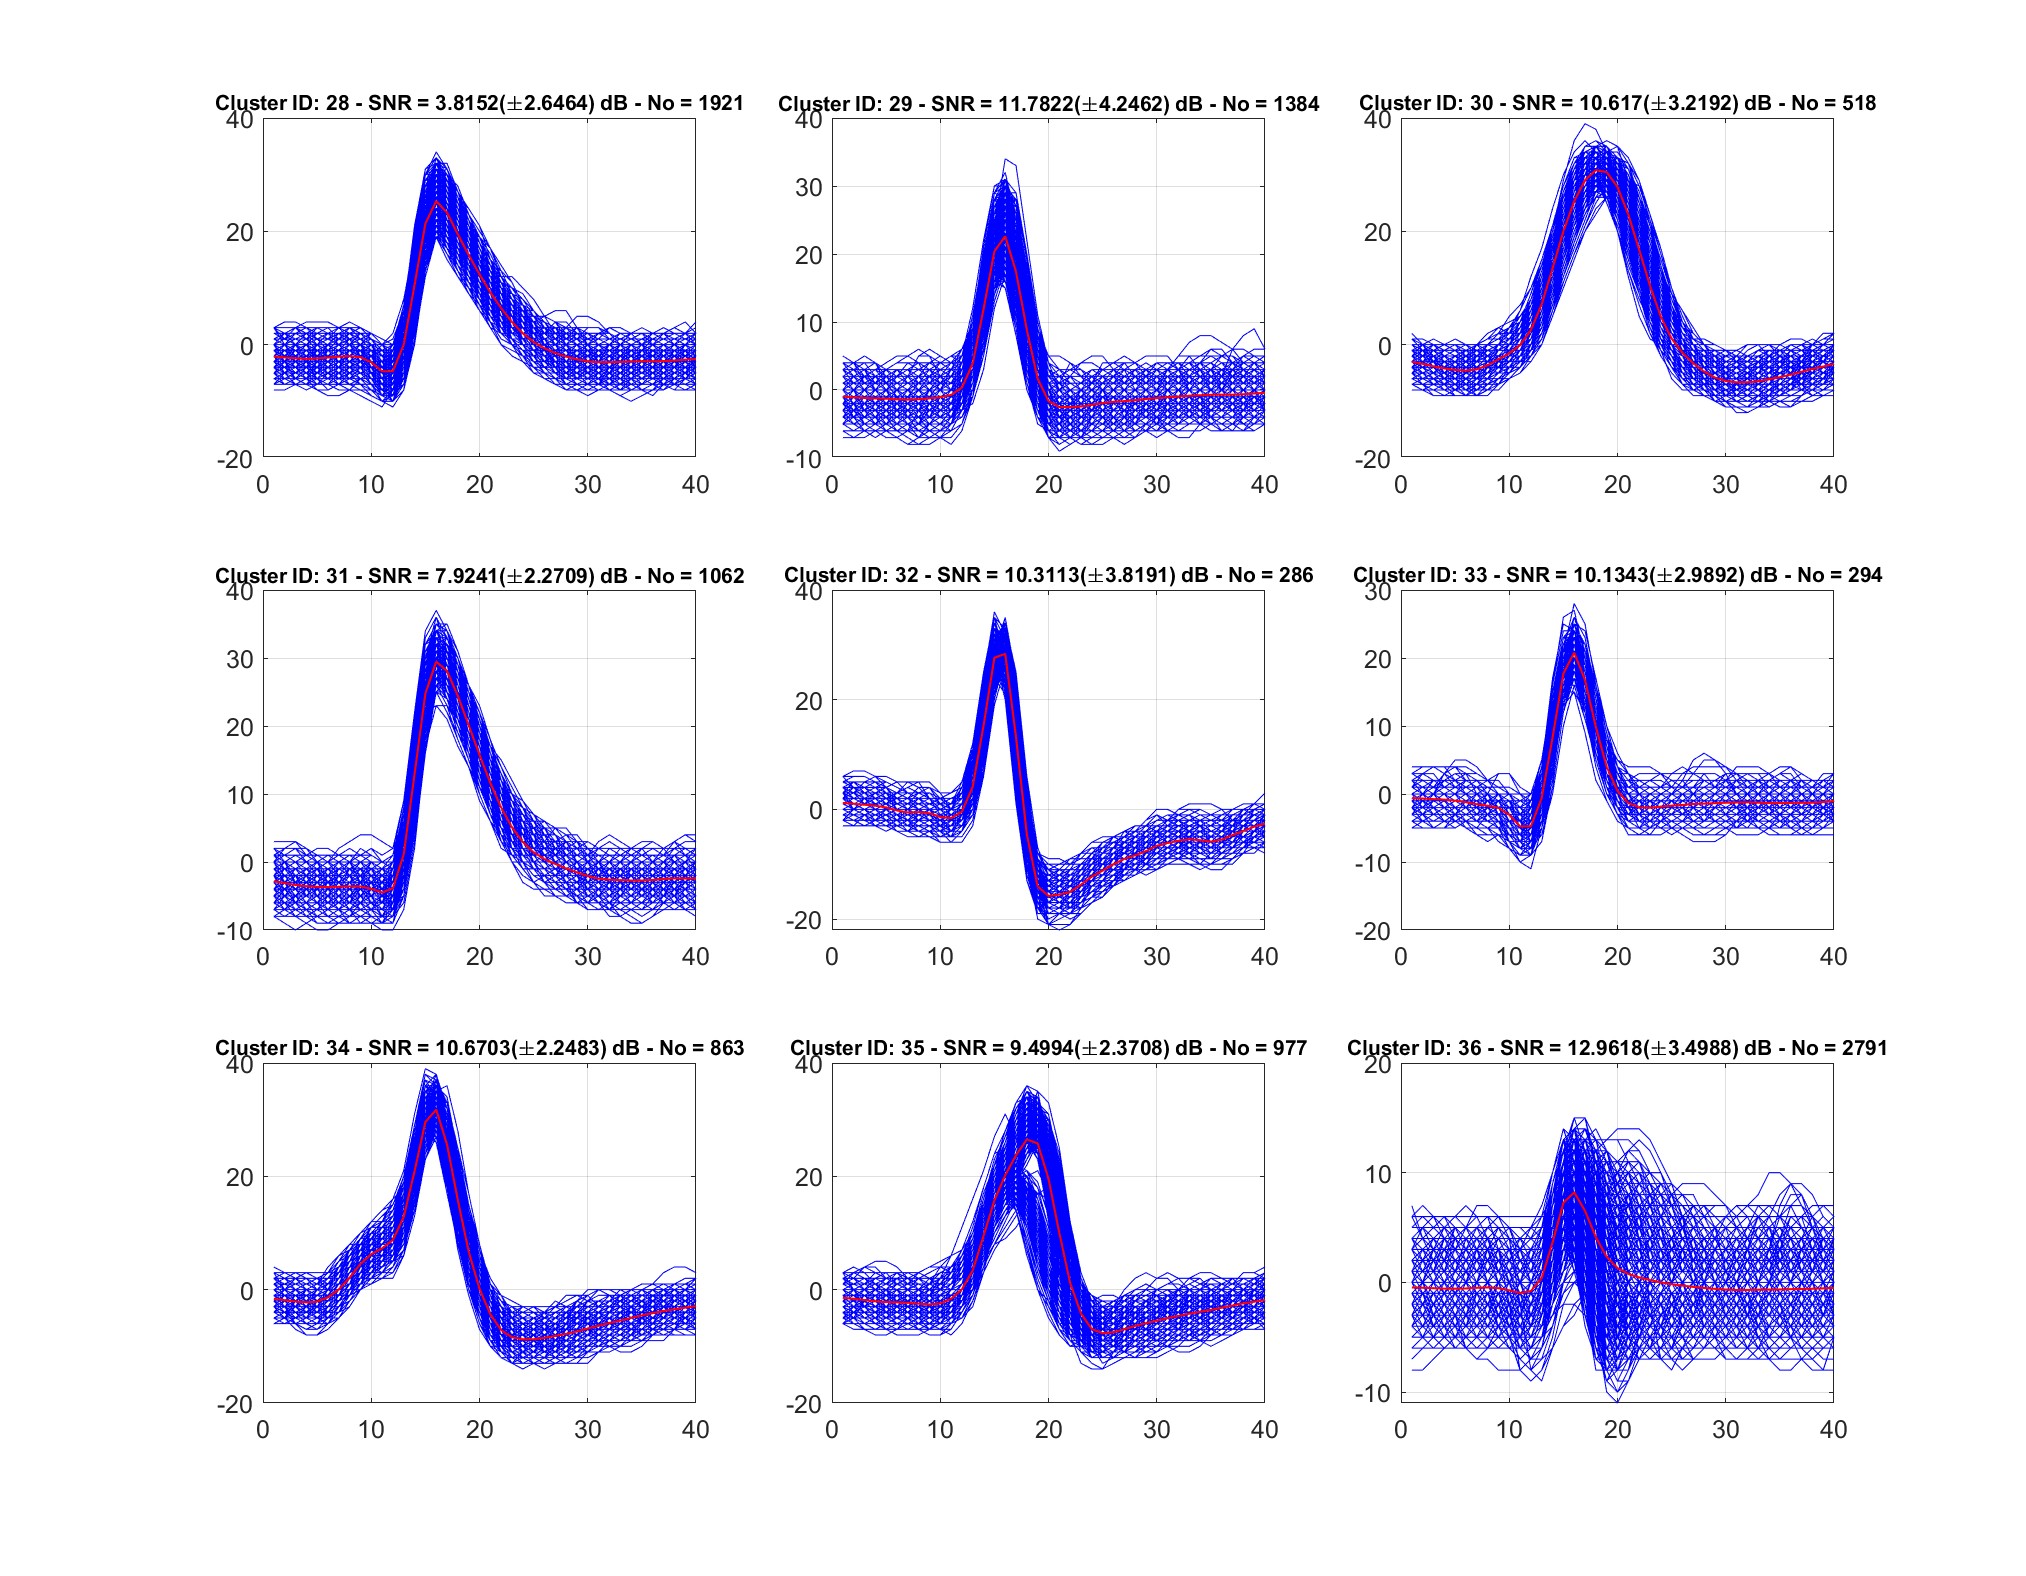 Cluster ID: 28 - SNR = 3.8152(±2.6464) dB - No = 1921
40
20
0
-20
0 10 20 30 40
Cluster ID: 29 - SNR = 11.7822(±4.2462) dB - No = 1384
40
30
20
10
0
-10
0 10 20 30 40
Cluster ID: 30 - SNR = 10.617(±3.2192) dB - No = 518
40
20
0
-20
0 10 20 30 40
Cluster ID: 31 - SNR = 7.9241(±2.2709) dB - No = 1062
40
30
20
10
0
-10
0 10 20 30 40
Cluster ID: 32 - SNR = 10.3113(±3.8191) dB - No = 286
40
20
0
-20
0 10 20 30 40
Cluster ID: 33 - SNR = 10.1343(±2.9892) dB - No = 294
30
20
10
0
-10
-20
0 10 20 30 40
Cluster ID: 34 - SNR = 10.6703(±2.2483) dB - No = 863
40
20
0
-20
0 10 20 30 40
Cluster ID: 35 - SNR = 9.4994(±2.3708) dB - No = 977
40
20
0
-20
0 10 20 30 40
Cluster ID: 36 - SNR = 12.9618(±3.4988) dB - No = 2791
20
10
0
-10
0 10 20 30 40